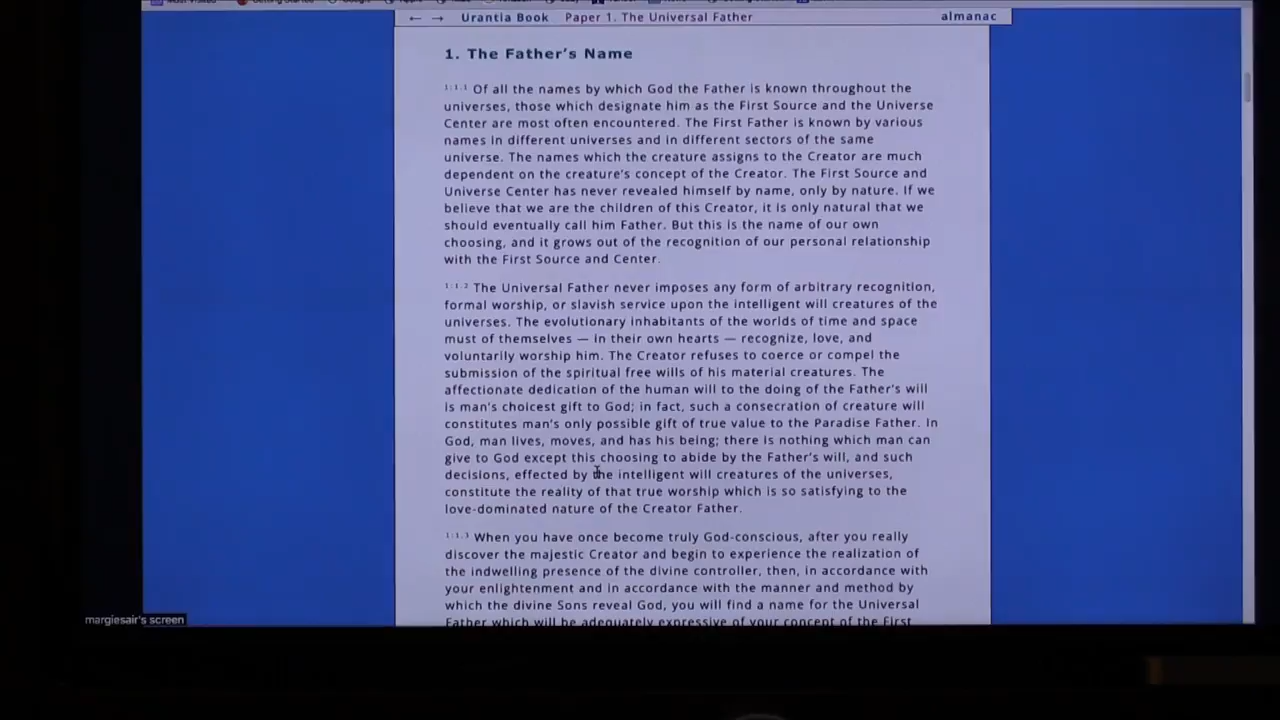 ← → Urantia Book Paper 1. The Universal Father almanac
1. The Father's Name
1:1.1 Of all the names by which God the Father is known throughout the
universes, those which designate him as the First Source and the Universe
Center are most often encountered. The First Father is known by various
names in different universes and in different sectors of the same
universe. The names which the creature assigns to the Creator are much
dependent on the creature's concept of the Creator. The First Source and
Universe Center has never revealed himself by name, only by nature. If we
believe that we are the children of this Creator, it is only natural that we
should eventually call him Father. But this is the name of our own
choosing, and it grows out of the recognition of our personal relationship
with the First Source and Center.
1:1.2 The Universal Father never imposes any form of arbitrary recognition,
formal worship, or slavish service upon the intelligent will creatures of the
universes. The evolutionary inhabitants of the worlds of time and space
must of themselves — in their own hearts — recognize, love, and
voluntarily worship him. The Creator refuses to coerce or compel the
submission of the spiritual free wills of his material creatures. The
affectionate dedication of the human will to the doing of the Father's will
is man's choicest gift to God; in fact, such a consecration of creature will
constitutes man's only possible gift of true value to the Paradise Father. In
God, man lives, moves, and has his being; there is nothing which man can
give to God except this choosing to abide by the Father's will, and such
decisions, effected by the intelligent will creatures of the universes,
constitute the reality of that true worship which is so satisfying to the
love-dominated nature of the Creator Father.
1:1.3 When you have once become truly God-conscious, after you really
discover the majestic Creator and begin to experience the realization of
the indwelling presence of the divine controller, then, in accordance with
your enlightenment and in accordance with the manner and method by
which the divine Sons reveal God, you will find a name for the Universal
Father which will be adequately expressive of your concept of the First
margiesair's screen